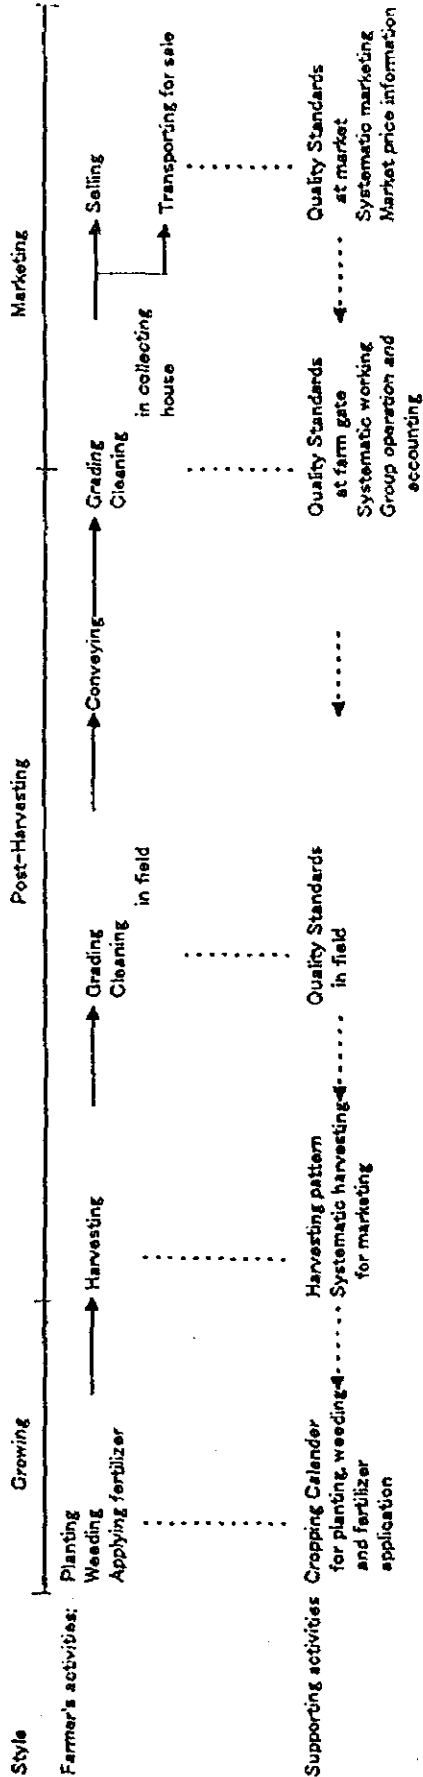 Style
Growing
Post-Harvesting
Marketing
Farmer's activities:
Planting
Weeding
Applying fertilizer
Harvesting
Grading
Cleaning
in field
Conveying
Grading
Cleaning
in collecting
house
Selling
Transporting for sale
Supporting activities
Cropping Calender
for planting, weeding
and fertilizer
application
Harvesting pattern
Systematic harvesting
for marketing
Quality Standards
in field
Quality Standards
at farm gate
Systematic working
Group operation and
accounting
Quality Standards
at market
Systematic marketing
Market price information